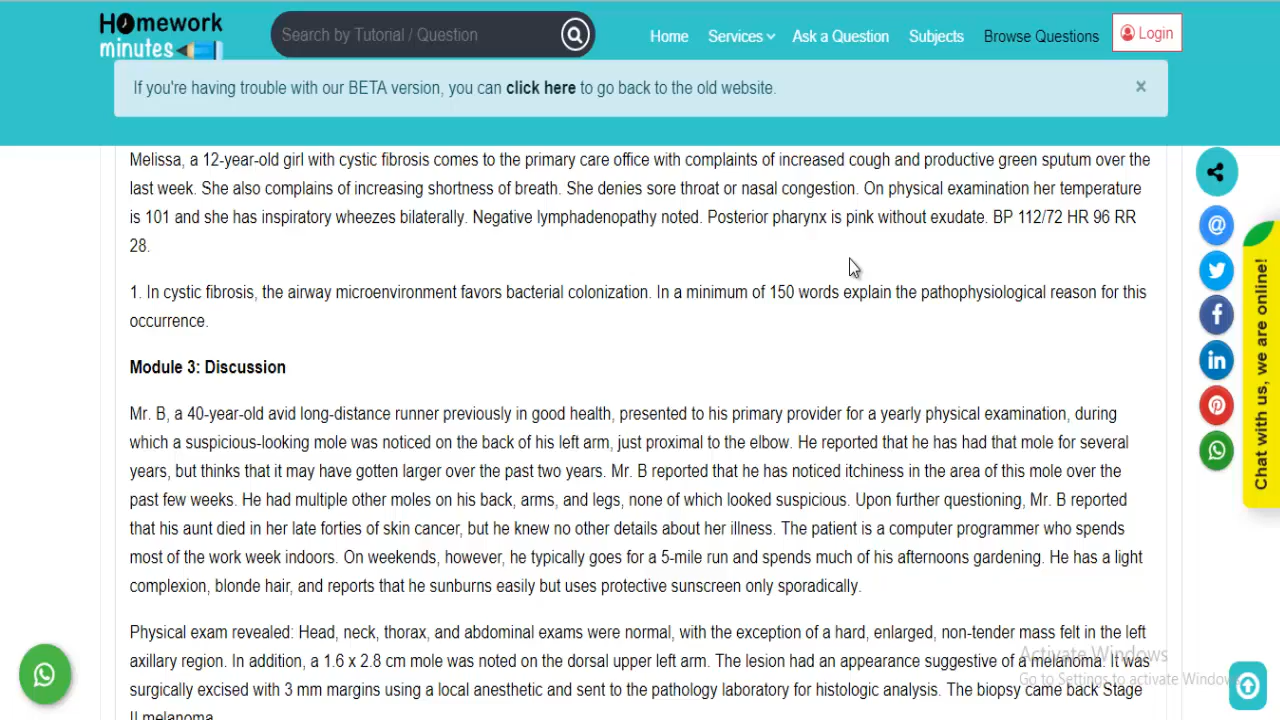 Homework
minutes
Search by Tutorial / Question
Home
Services
Ask a Question
Subjects
Browse Questions
Login
If you're having trouble with our BETA version, you can click here to go back to the old website.
×
Melissa, a 12-year-old girl with cystic fibrosis comes to the primary care office with complaints of increased cough and productive green sputum over the
last week. She also complains of increasing shortness of breath. She denies sore throat or nasal congestion. On physical examination her temperature
is 101 and she has inspiratory wheezes bilaterally. Negative lymphadenopathy noted. Posterior pharynx is pink without exudate. BP 112/72 HR 96 RR
28.
1. In cystic fibrosis, the airway microenvironment favors bacterial colonization. In a minimum of 150 words explain the pathophysiological reason for this
occurrence.
Module 3: Discussion
Mr. B, a 40-year-old avid long-distance runner previously in good health, presented to his primary provider for a yearly physical examination, during
which a suspicious-looking mole was noticed on the back of his left arm, just proximal to the elbow. He reported that he has had that mole for several
years, but thinks that it may have gotten larger over the past two years. Mr. B reported that he has noticed itchiness in the area of this mole over the
past few weeks. He had multiple other moles on his back, arms, and legs, none of which looked suspicious. Upon further questioning, Mr. B reported
that his aunt died in her late forties of skin cancer, but he knew no other details about her illness. The patient is a computer programmer who spends
most of the work week indoors. On weekends, however, he typically goes for a 5-mile run and spends much of his afternoons gardening. He has a light
complexion, blonde hair, and reports that he sunburns easily but uses protective sunscreen only sporadically.
Physical exam revealed: Head, neck, thorax, and abdominal exams were normal, with the exception of a hard, enlarged, non-tender mass felt in the left
axillary region. In addition, a 1.6 x 2.8 cm mole was noted on the dorsal upper left arm. The lesion had an appearance suggestive of a melanoma. It was
surgically excised with 3 mm margins using a local anesthetic and sent to the pathology laboratory for histologic analysis. The biopsy came back Stage
II melanoma.
Chat with us, we are online!
Activate Windows
Go to Settings to activate Windows.